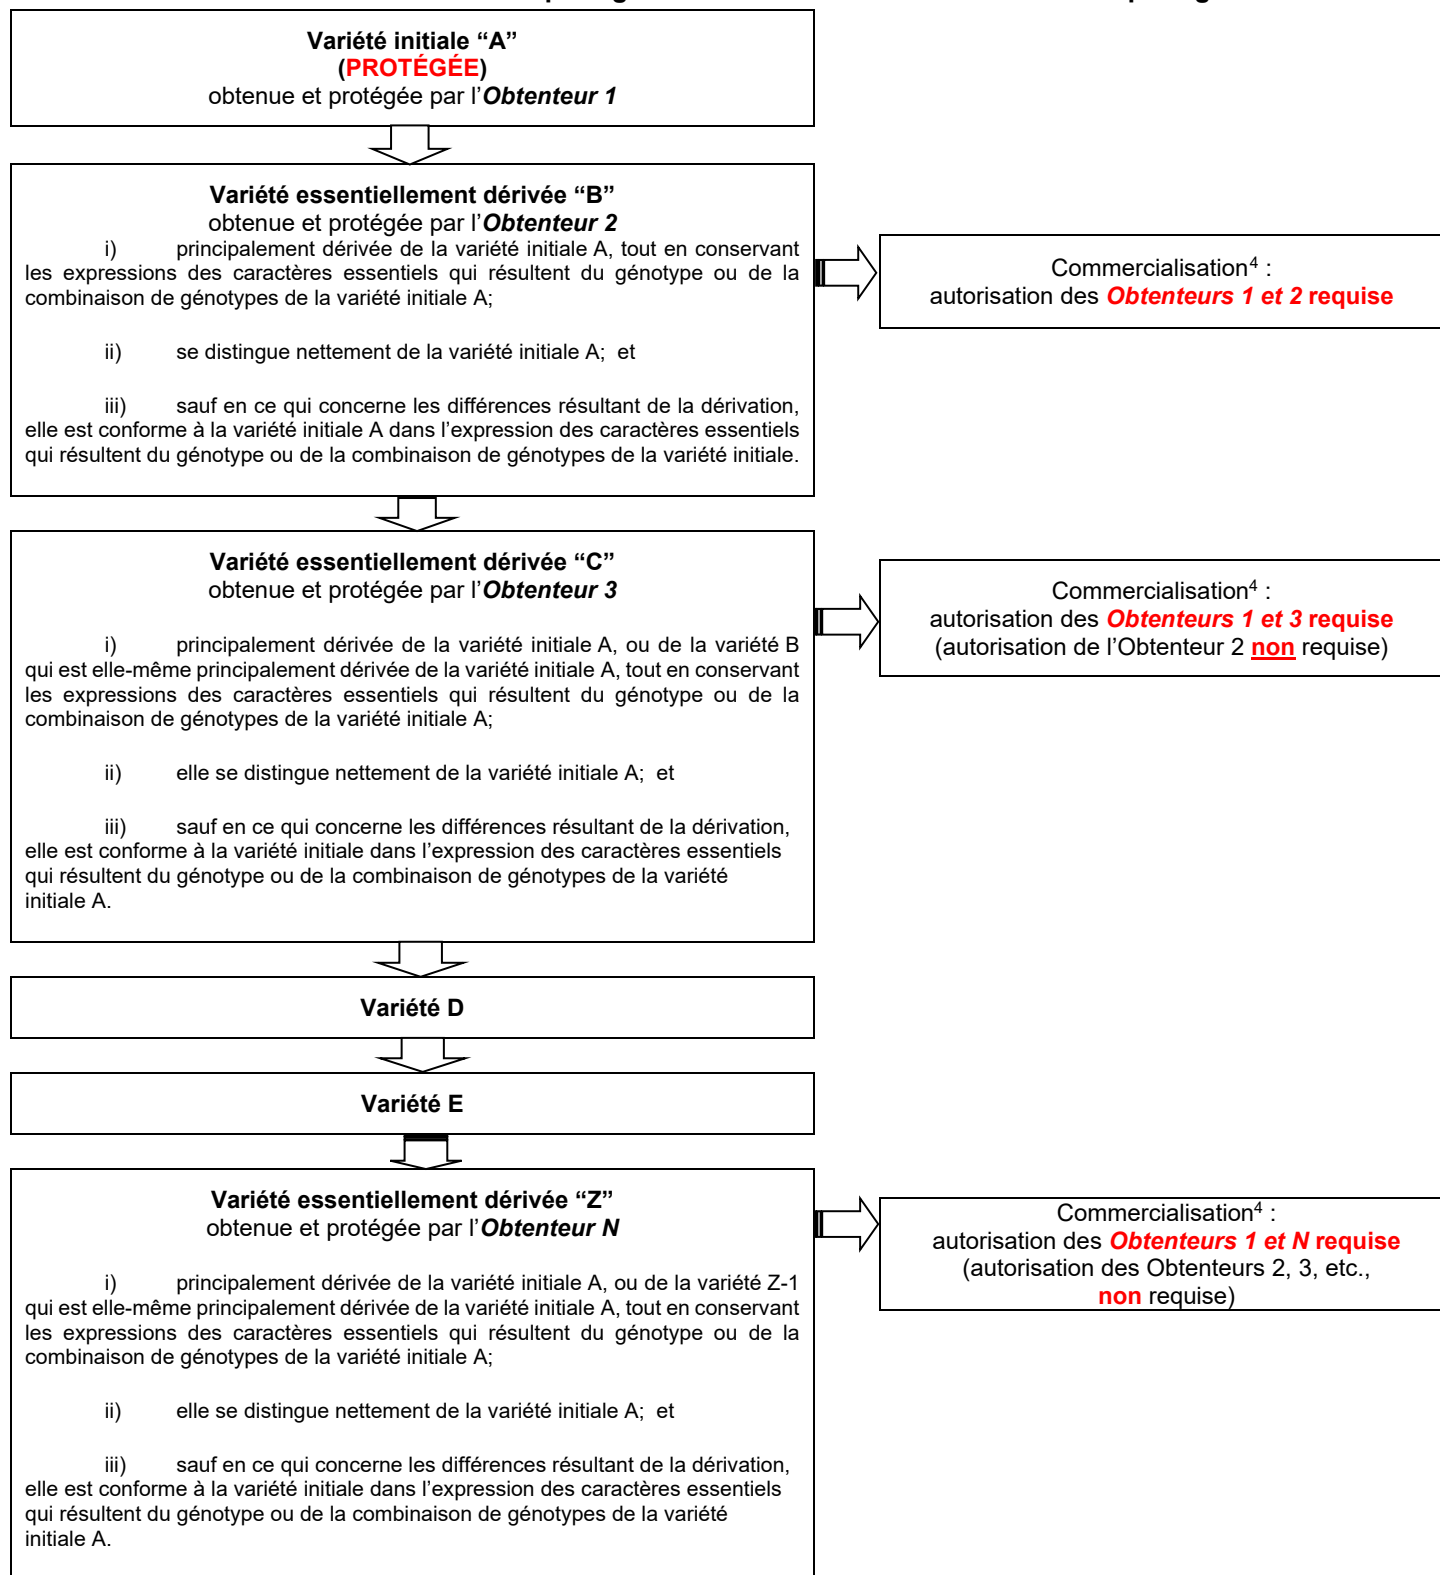 Variété initiale “A”
(PROTÉGÉE)
obtenue et protégée par l’Obtenteur 1
Variété essentiellement dérivée “B”
obtenue et protégée par l’Obtenteur 2
i) principalement dérivée de la variété initiale A, tout en conservant
les expressions des caractères essentiels qui résultent du génotype ou de la
combinaison de génotypes de la variété initiale A;
ii) se distingue nettement de la variété initiale A; et
iii) sauf en ce qui concerne les différences résultant de la dérivation,
elle est conforme à la variété initiale A dans l’expression des caractères essentiels
qui résultent du génotype ou de la combinaison de génotypes de la variété initiale.
Commercialisation4 :
autorisation des Obtenteurs 1 et 2 requise
Variété essentiellement dérivée “C”
obtenue et protégée par l’Obtenteur 3
i) principalement dérivée de la variété initiale A, ou de la variété B
qui est elle-même principalement dérivée de la variété initiale A, tout en conservant
les expressions des caractères essentiels qui résultent du génotype ou de la
combinaison de génotypes de la variété initiale A;
ii) elle se distingue nettement de la variété initiale A; et
iii) sauf en ce qui concerne les différences résultant de la dérivation,
elle est conforme à la variété initiale dans l’expression des caractères essentiels
qui résultent du génotype ou de la combinaison de génotypes de la variété
initiale A.
Commercialisation4 :
autorisation des Obtenteurs 1 et 3 requise
(autorisation de l’Obtenteur 2 non requise)
Variété D
Variété E
Variété essentiellement dérivée “Z”
obtenue et protégée par l’Obtenteur N
i) principalement dérivée de la variété initiale A, ou de la variété Z-1
qui est elle-même principalement dérivée de la variété initiale A, tout en conservant
les expressions des caractères essentiels qui résultent du génotype ou de la
combinaison de génotypes de la variété initiale A;
ii) elle se distingue nettement de la variété initiale A; et
iii) sauf en ce qui concerne les différences résultant de la dérivation,
elle est conforme à la variété initiale dans l’expression des caractères essentiels
qui résultent du génotype ou de la combinaison de génotypes de la variété
initiale A.
Commercialisation4 :
autorisation des Obtenteurs 1 et N requise
(autorisation des Obtenteurs 2, 3, etc.,
non requise)